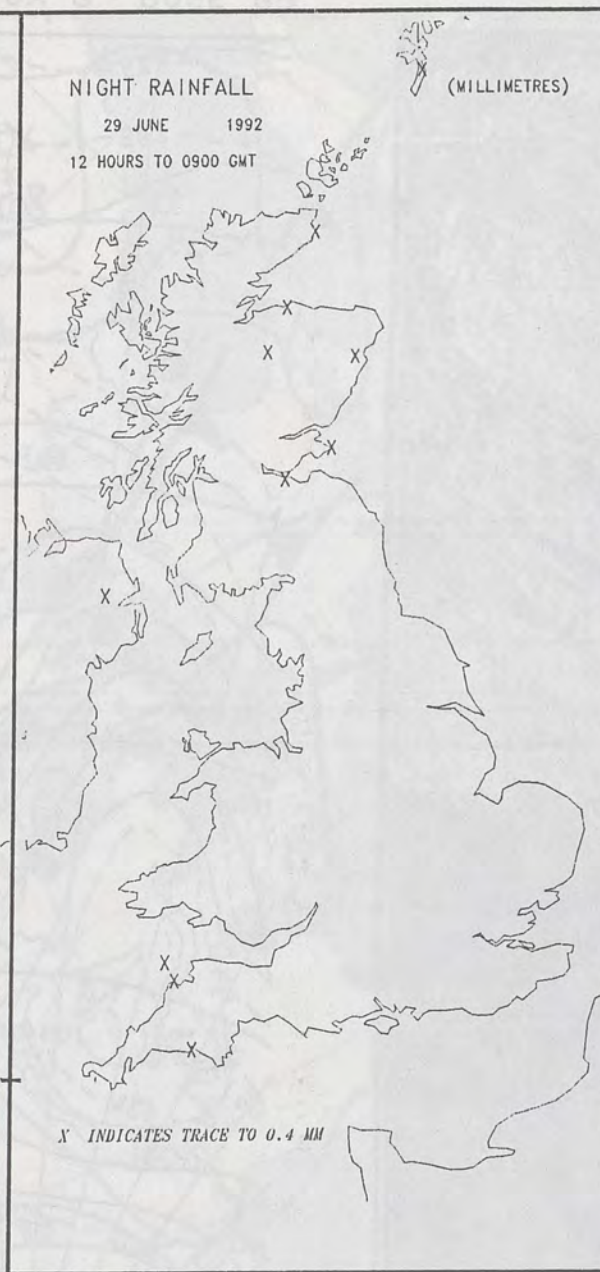 NIGHT RAINFALL
(MILLIMETRES)
29 JUNE 1992
12 HOURS TO 0900 GMT
X
X
X
X
X
X
X
X
X
X
X
X INDICATES TRACE TO 0.4 MM